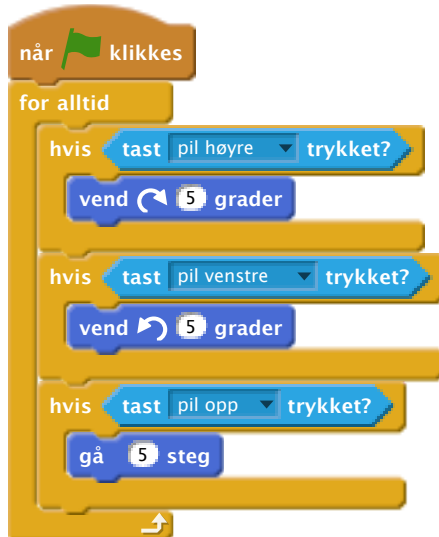 når klikkes
for alltid
hvis tast pil høyre trykket?
vend 5 grader
hvis tast pil venstre trykket?
vend 5 grader
hvis tast pil opp trykket?
gå 5 steg